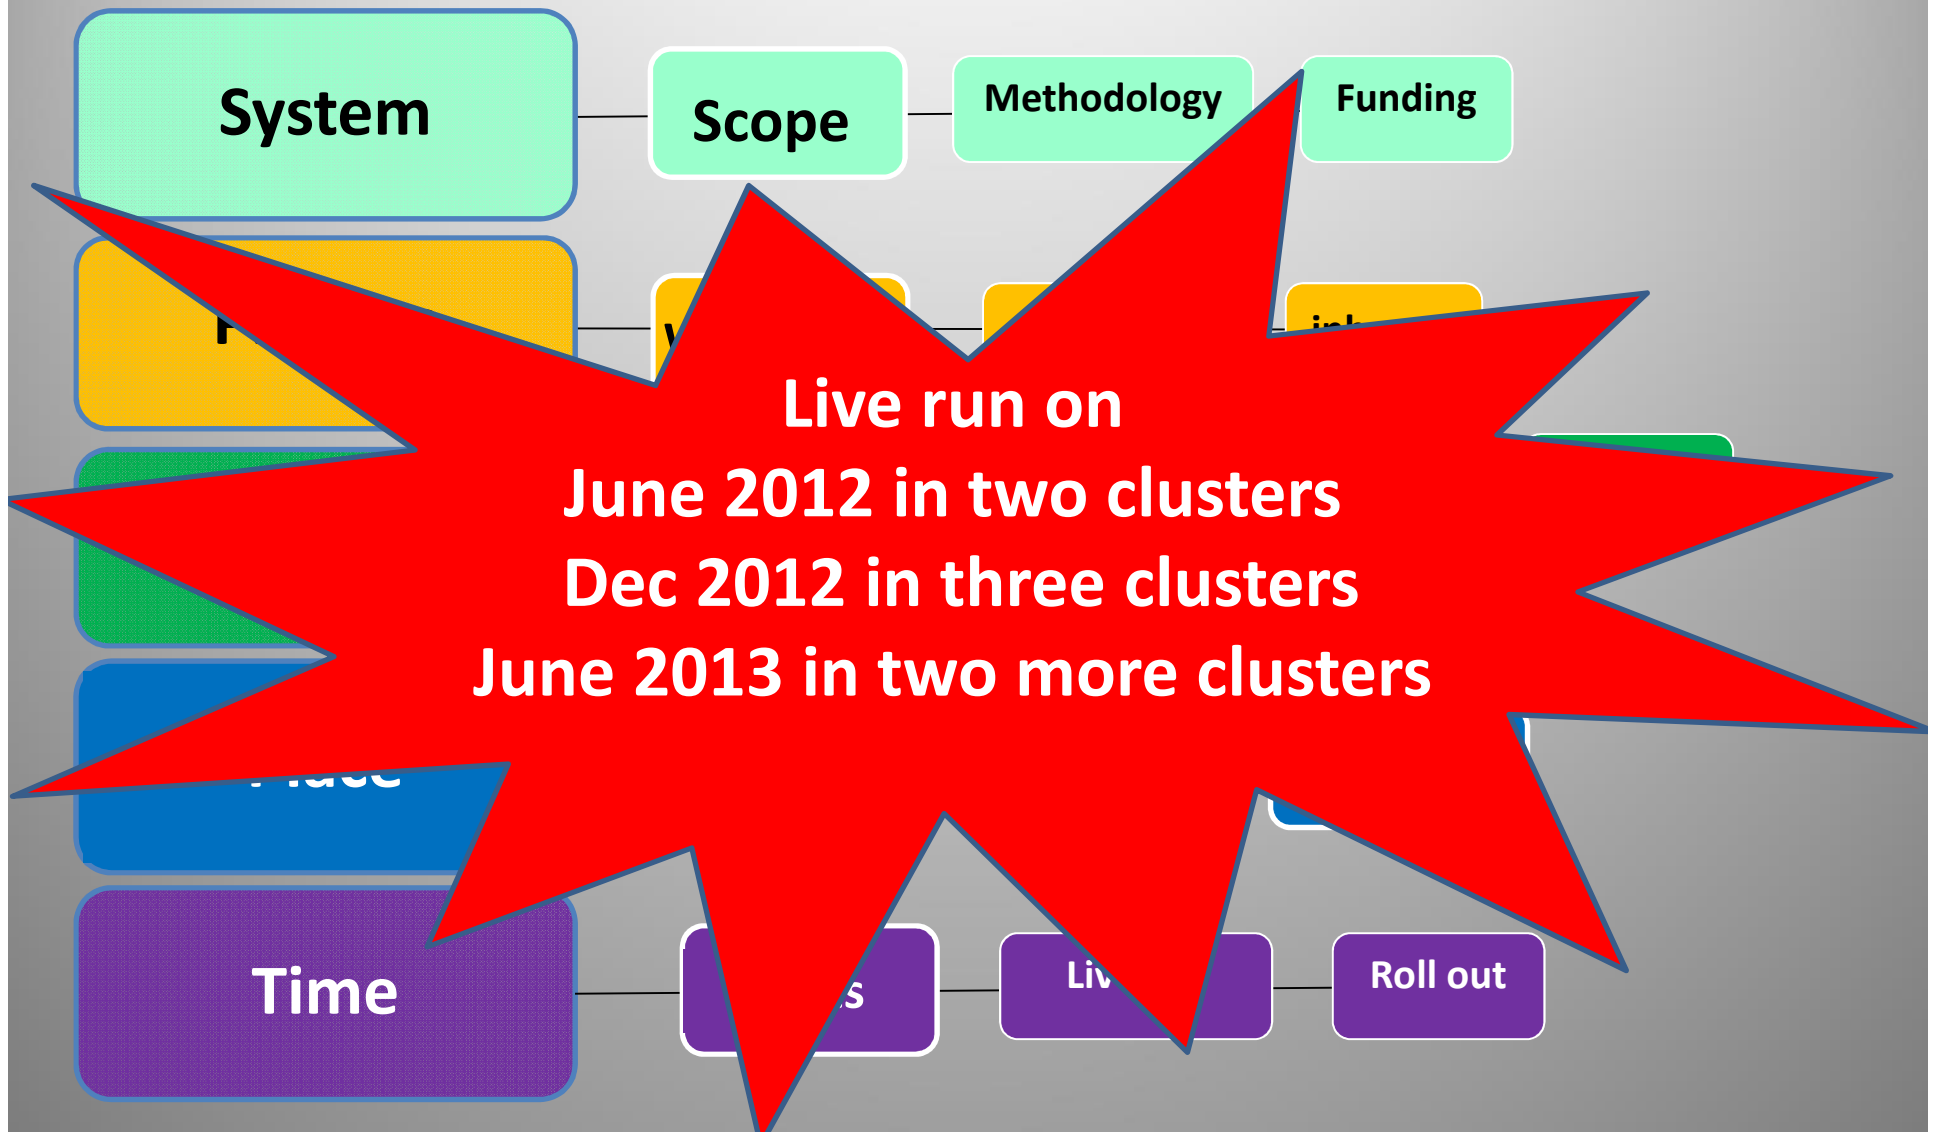 System
Scope
Methodology
Funding
Live run on
June 2012 in two clusters
Dec 2012 in three clusters
June 2013 in two more clusters
Place
Time
Roll out